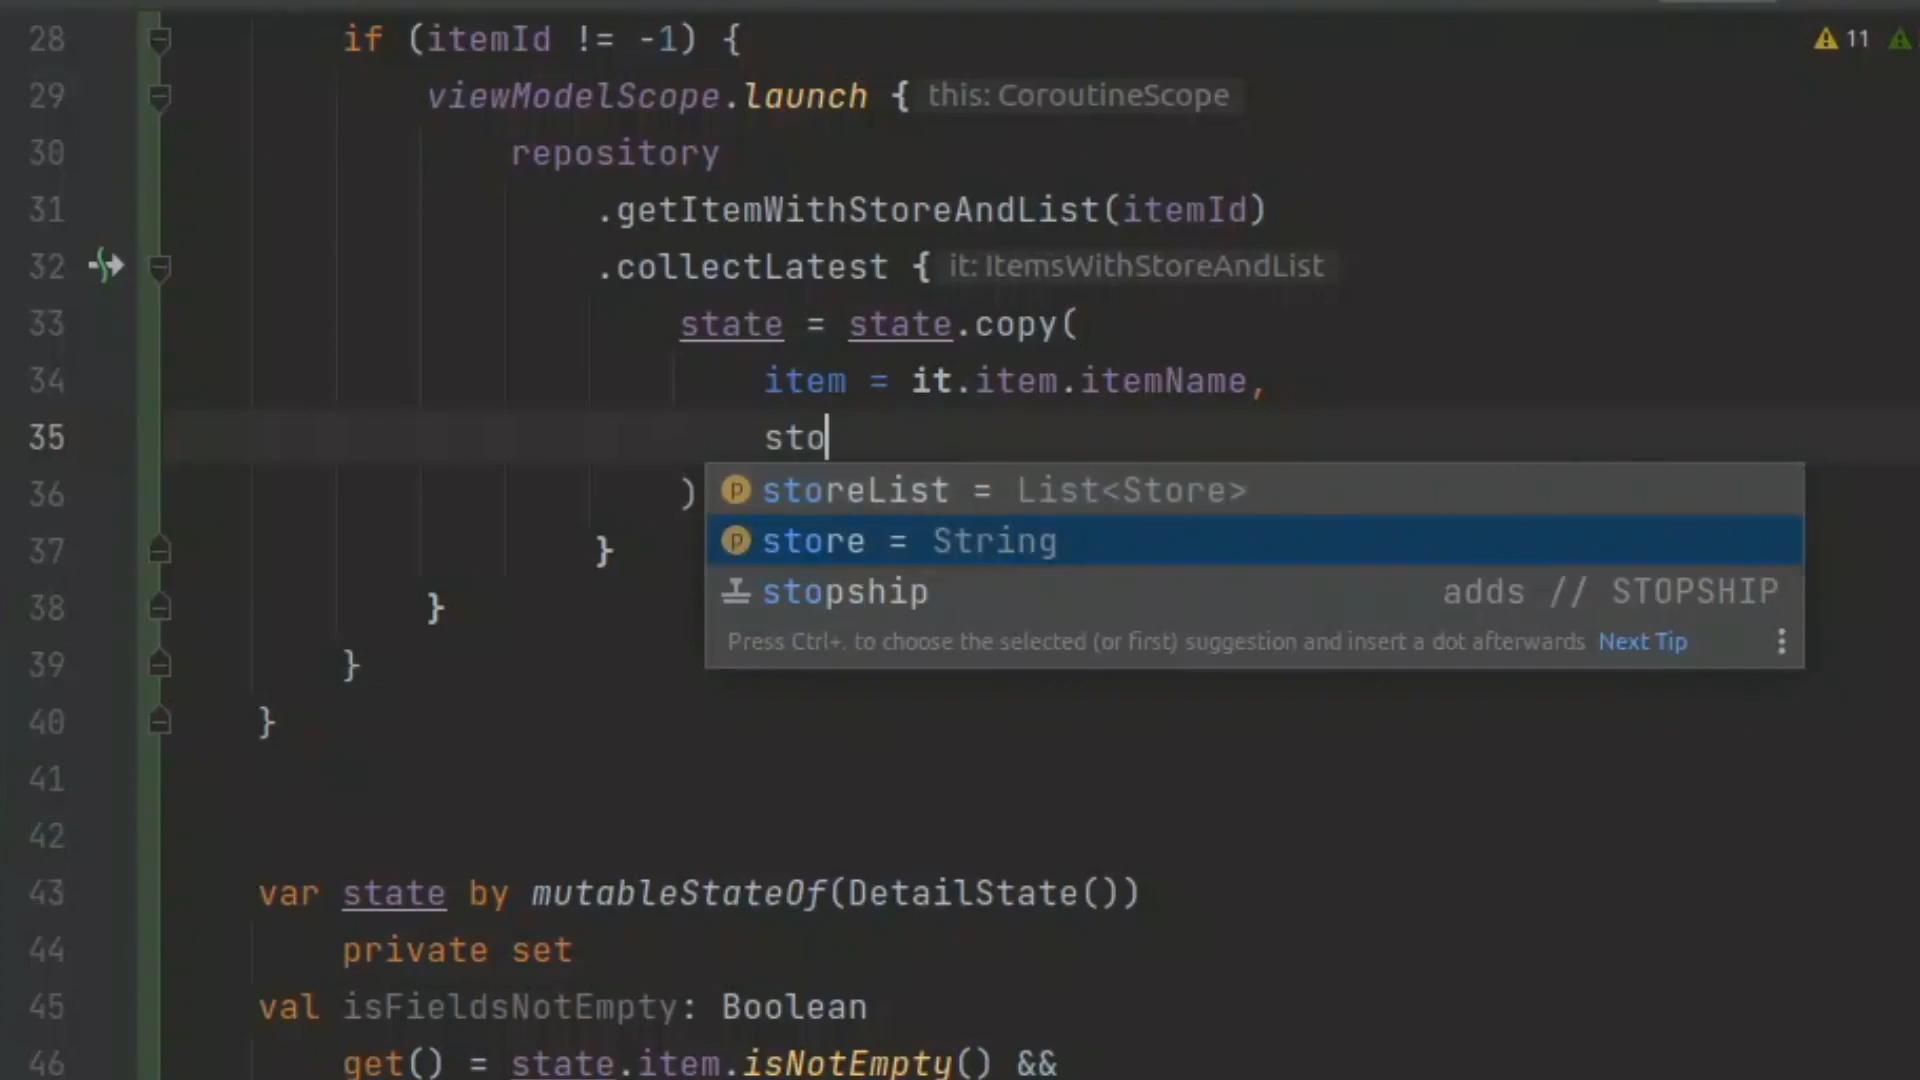 28 if (itemId != -1) { 11
29 viewModelScope.launch { this: CoroutineScope
30 repository
31 .getItemWithStoreAndList(itemId)
32 .collectLatest { it: ItemsWithStoreAndList
33 state = state.copy(
34 item = it.item.itemName,
35 sto
storeList = List<Store>
36 )
store = String
37 }
stopship adds // STOPSHIP
38 }
Press Ctrl+. to choose the selected (or first) suggestion and insert a dot afterwards Next Tip
39 }
40 }
41
42
43 var state by mutableStateOf(DetailState())
44 private set
45 val isFieldsNotEmpty: Boolean
46 get() = state.item.isNotEmpty() &&